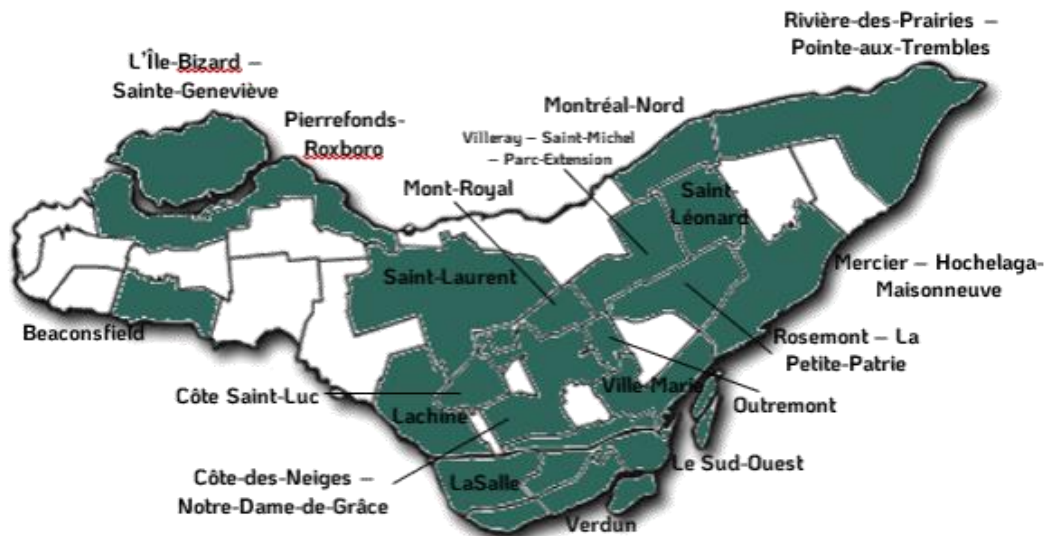 Rivière-des-Prairies –
Pointe-aux-Trembles
L'Île-Bizard –
Sainte-Geneviève
Pierrefonds-
Roxboro
Montréal-Nord
Villeray – Saint-Michel
– Parc-Extension
Mont-Royal
Saint-
Léonard
Saint-Laurent
Mercier – Hochelaga-
Maisonneuve
Beaconsfield
Rosemont – La
Petite-Patrie
Côte Saint-Luc
Ville-Marie
Lachine
Outremont
Côte-des-Neiges –
Notre-Dame-de-Grâce
LaSalle
Le Sud-Ouest
Verdun